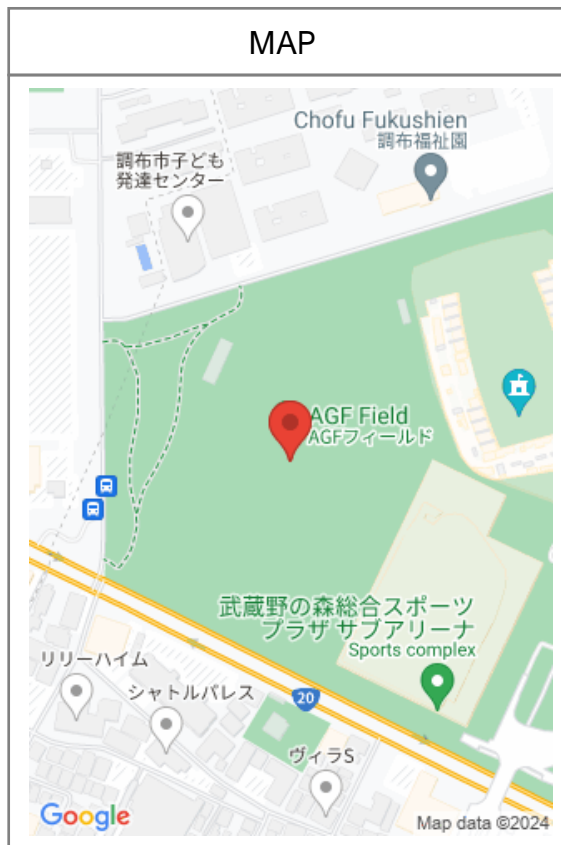 MAP
Chofu Fukushien
調布福祉園
調布市子ども
発達センター
AGF Field
AGFフィールド
武蔵野の森総合スポーツ
プラザ サブアリーナ
Sports complex
リリーハイム
シャトルパレス
20
ヴィラS
Google
Map data ©2024